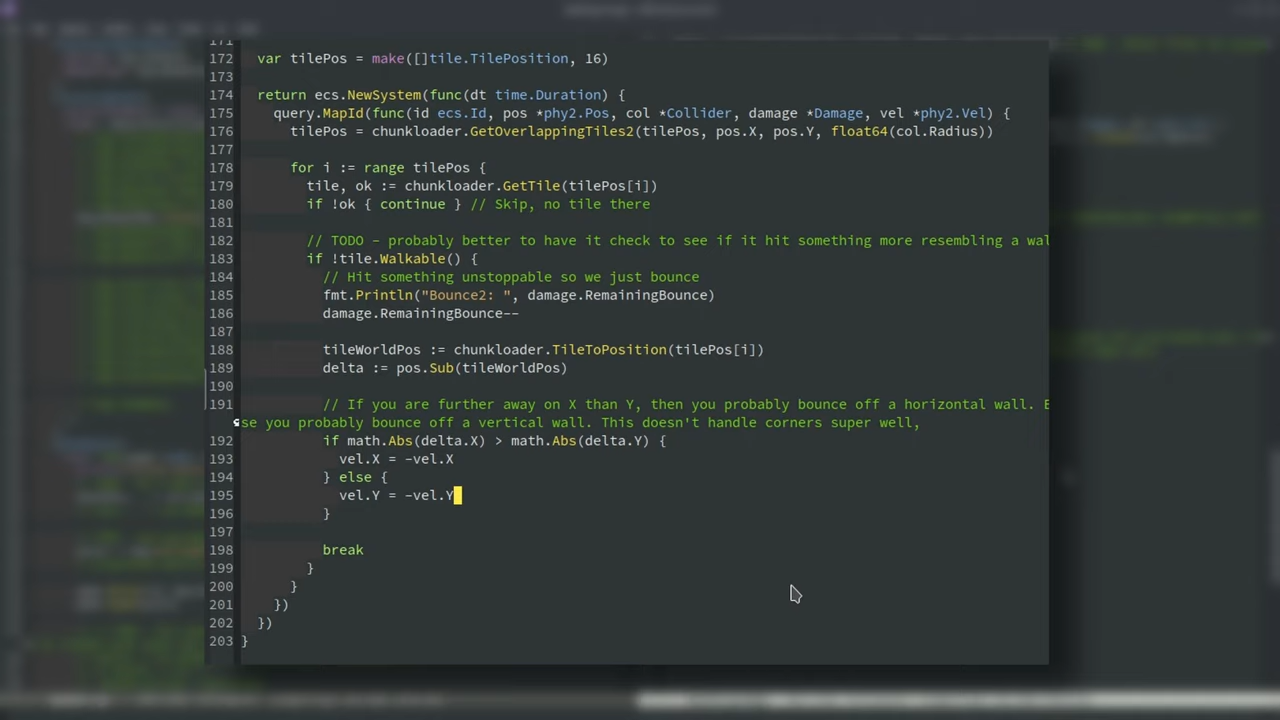 171
172 var tilePos = make([]tile.TilePosition, 16)
173
174 return ecs.NewSystem(func(dt time.Duration) {
175 query.MapId(func(id ecs.Id, pos *phy2.Pos, col *Collider, damage *Damage, vel *phy2.Vel) {
176 tilePos = chunkloader.GetOverlappingTiles2(tilePos, pos.X, pos.Y, float64(col.Radius))
177
178 for i := range tilePos {
179 tile, ok := chunkloader.GetTile(tilePos[i])
180 if !ok { continue } // Skip, no tile there
181
182 // TODO - probably better to have it check to see if it hit something more resembling a wal
183 if !tile.Walkable() {
184 // Hit something unstoppable so we just bounce
185 fmt.Println("Bounce2: ", damage.RemainingBounce)
186 damage.RemainingBounce--
187
188 tileWorldPos := chunkloader.TileToPosition(tilePos[i])
189 delta := pos.Sub(tileWorldPos)
190
191 // If you are further away on X than Y, then you probably bounce off a horizontal wall. E
se you probably bounce off a vertical wall. This doesn't handle corners super well,
192 if math.Abs(delta.X) > math.Abs(delta.Y) {
193 vel.X = -vel.X
194 } else {
195 vel.Y = -vel.Y
196 }
197
198 break
199 }
200 }
201 })
202 })
203 }